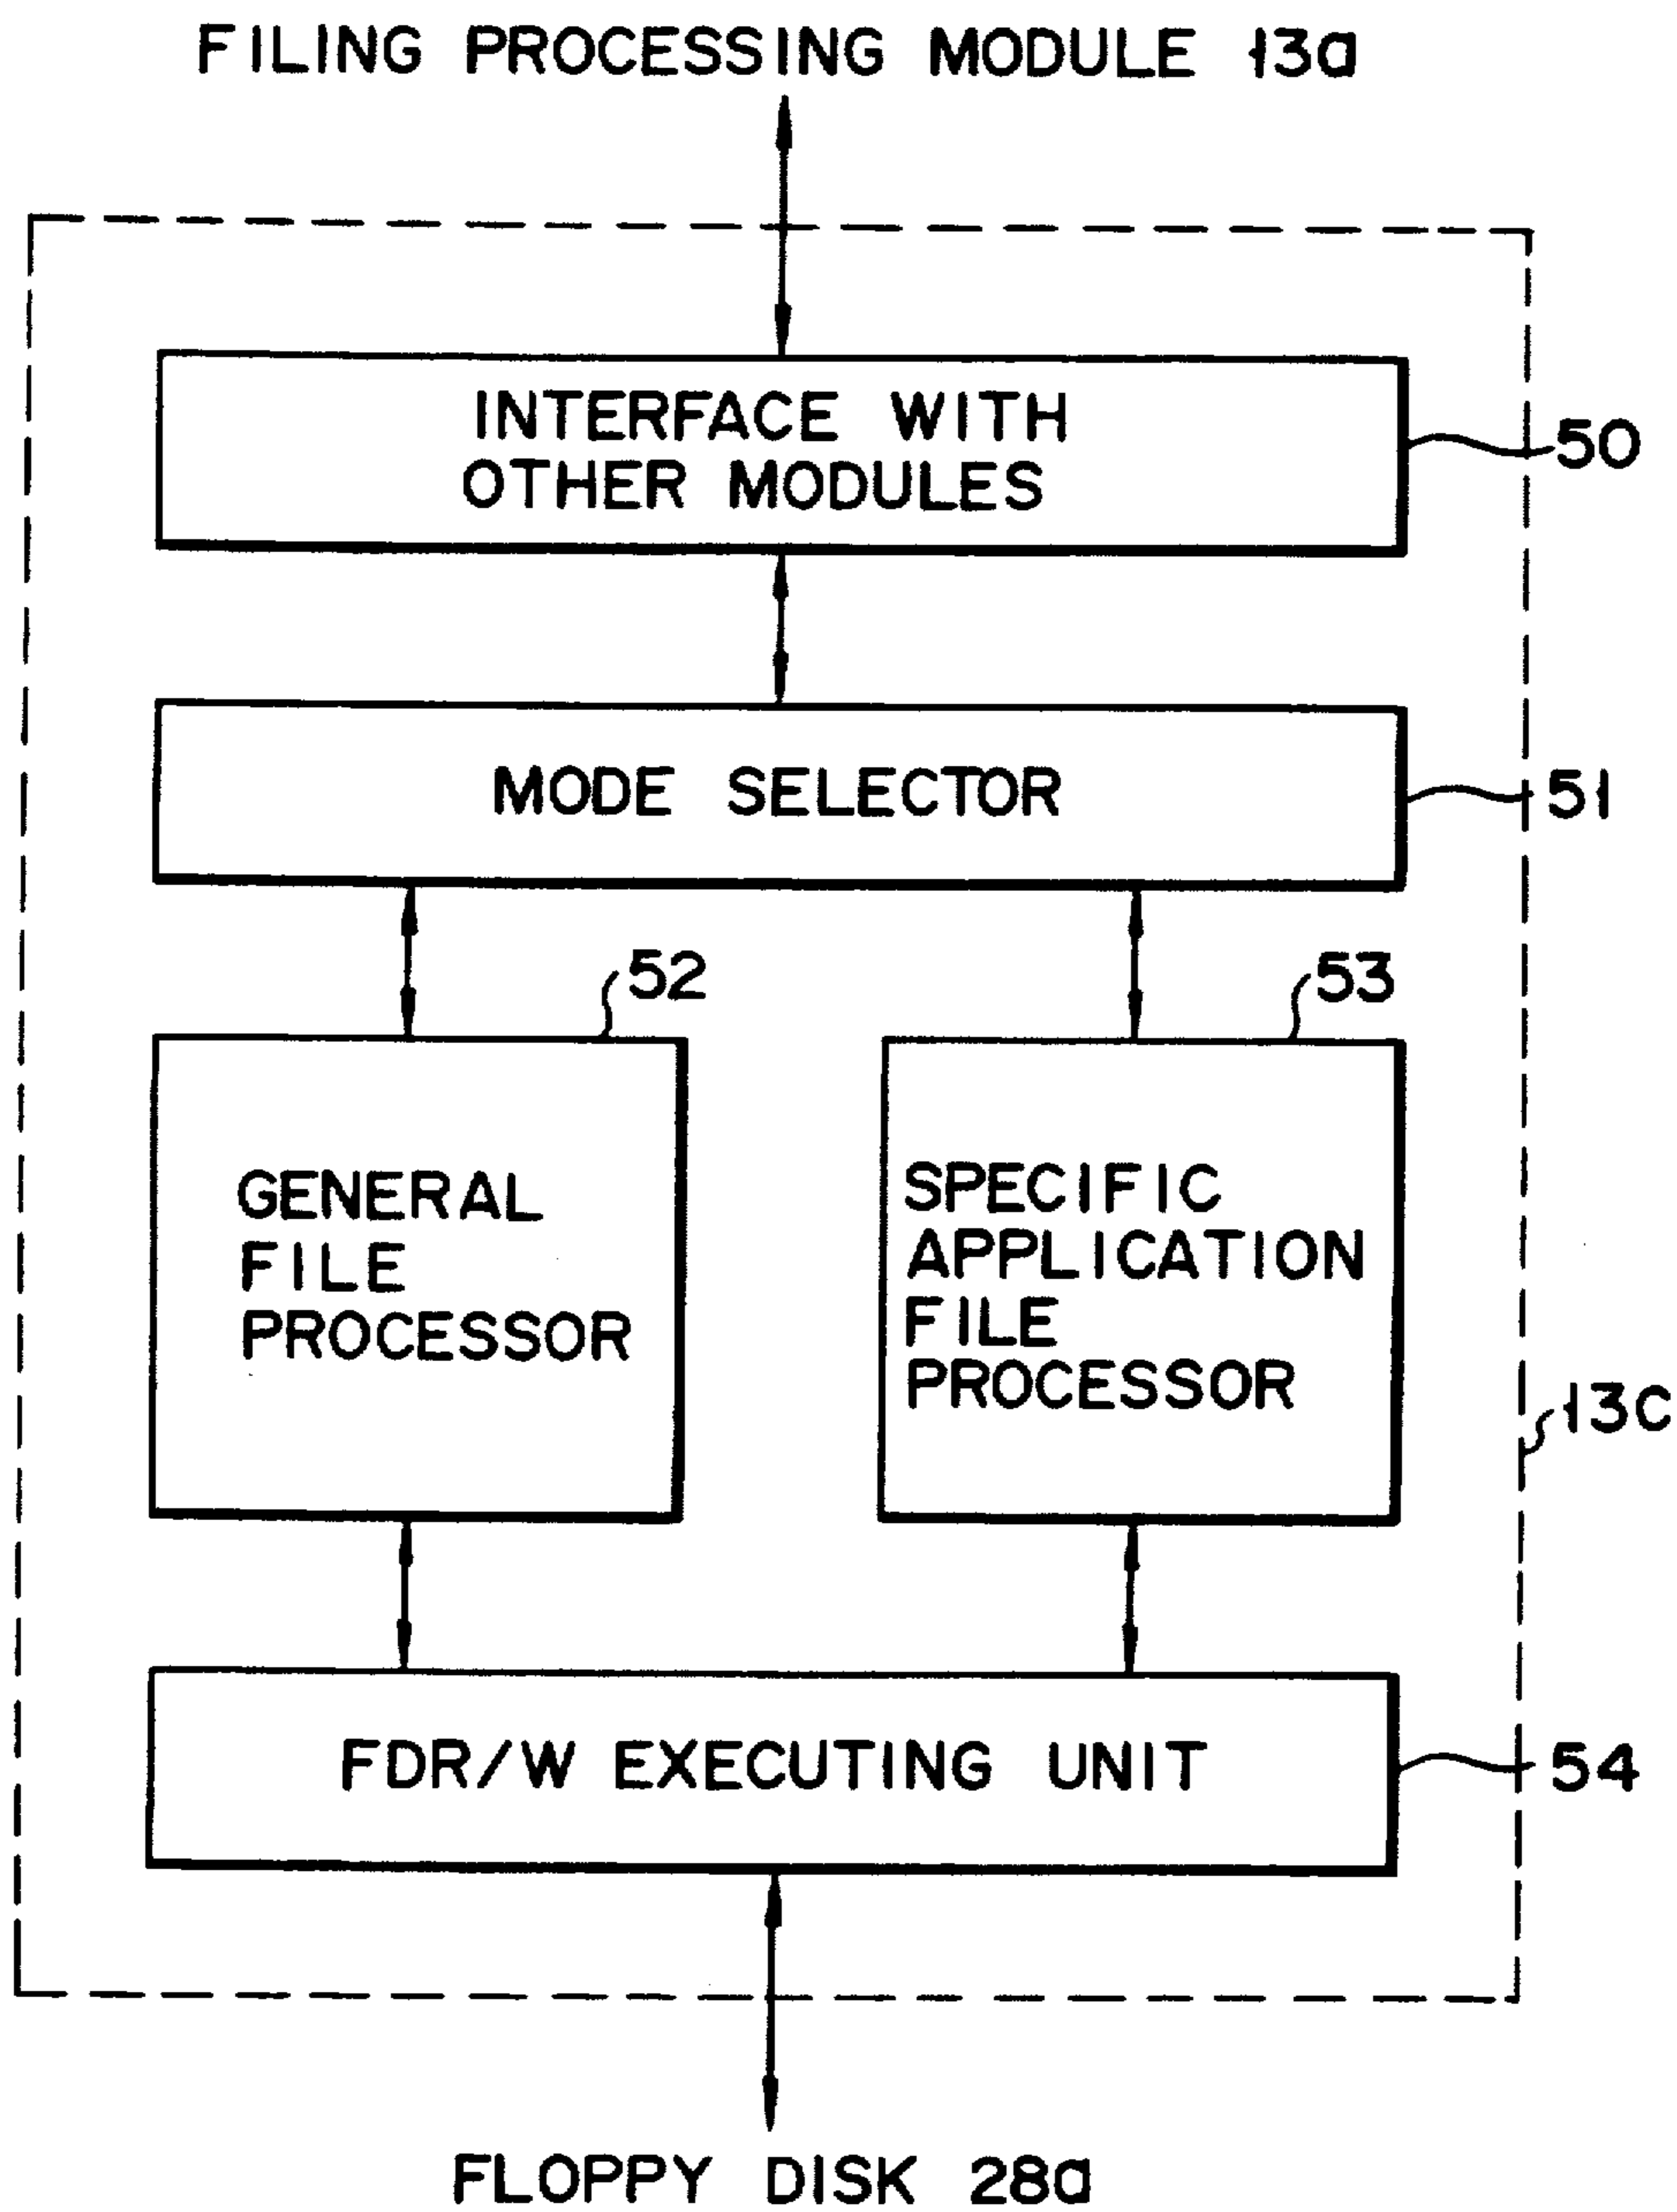 FILING PROCESSING MODULE 13a
INTERFACE WITH
OTHER MODULES
50
MODE SELECTOR
51
52
53
GENERAL
FILE
PROCESSOR
SPECIFIC
APPLICATION
FILE
PROCESSOR
13C
FDR/W EXECUTING UNIT
54
FLOPPY DISK 28a